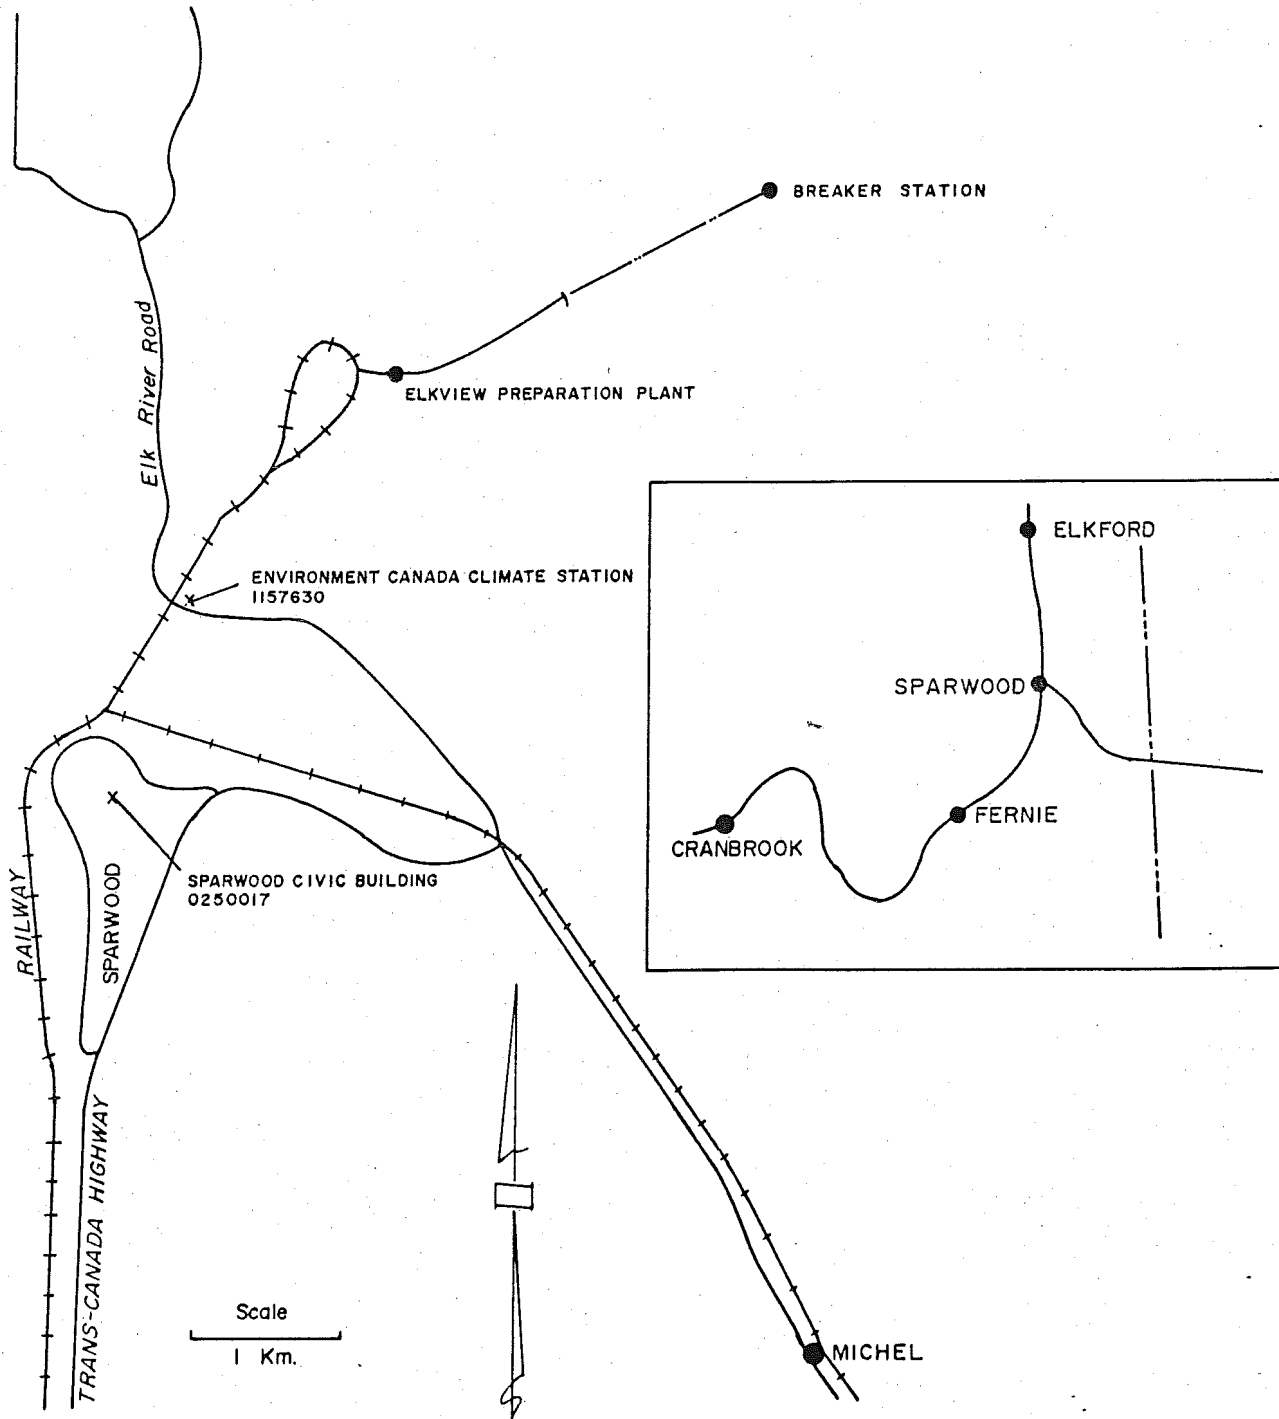 BREAKER STATION
Elk River Road
ELKVIEW PREPARATION PLANT
ELKFORD
ENVIRONMENT CANADA CLIMATE STATION
1157630
SPARWOOD
FERNIE
CRANBROOK
SPARWOOD CIVIC BUILDING
0250017
RAILWAY
SPARWOOD
TRANS-CANADA HIGHWAY
Scale
1 Km.
MICHEL